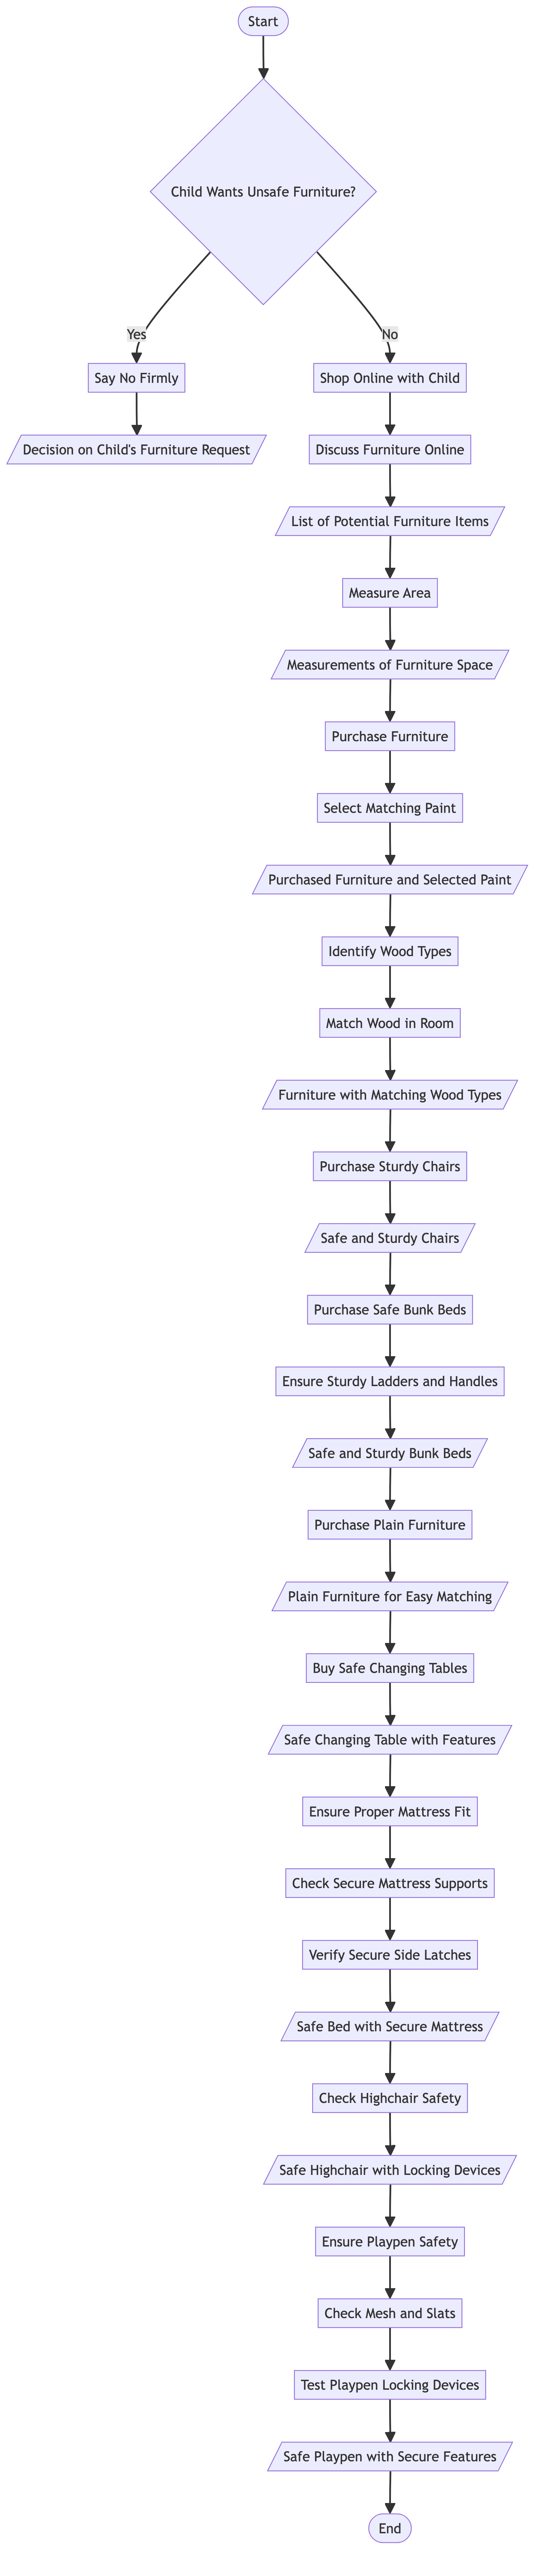 Start
Child Wants Unsafe Furniture?
Yes
No
Say No Firmly
Shop Online with Child
Decision on Child's Furniture Request
Discuss Furniture Online
List of Potential Furniture Items
Measure Area
Measurements of Furniture Space
Purchase Furniture
Select Matching Paint
Purchased Furniture and Selected Paint
Identify Wood Types
Match Wood in Room
Furniture with Matching Wood Types
Purchase Sturdy Chairs
Safe and Sturdy Chairs
Purchase Safe Bunk Beds
Ensure Sturdy Ladders and Handles
Safe and Sturdy Bunk Beds
Purchase Plain Furniture
Plain Furniture for Easy Matching
Buy Safe Changing Tables
Safe Changing Table with Features
Ensure Proper Mattress Fit
Check Secure Mattress Supports
Verify Secure Side Latches
Safe Bed with Secure Mattress
Check Highchair Safety
Safe Highchair with Locking Devices
Ensure Playpen Safety
Check Mesh and Slats
Test Playpen Locking Devices
Safe Playpen with Secure Features
End